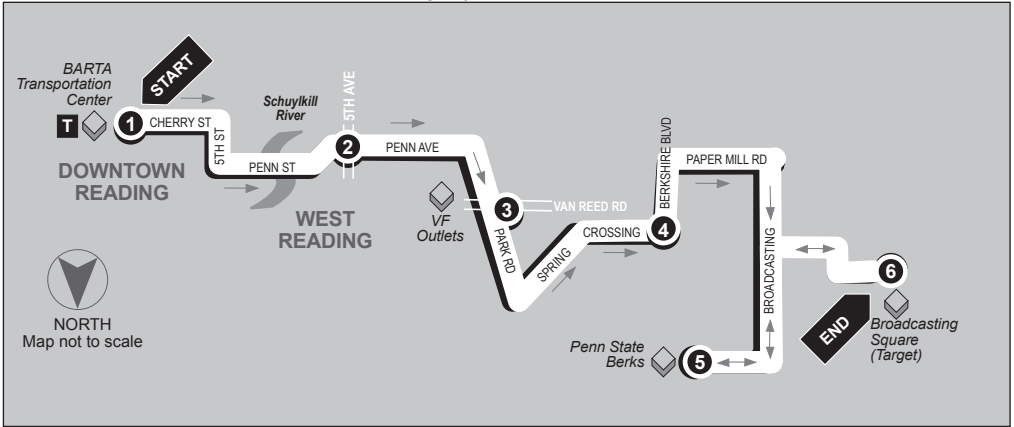 START
BARTA
Transportation
Center
T
1
CHERRY ST
5TH ST
Schuylkill
River
5TH AVE
PENN ST
2
PENN AVE
DOWNTOWN
READING
WEST
READING
VF
Outlets
3
VAN REED RD
PARK RD
SPRING
CROSSING
4
BERKSHIRE BLVD
PAPER MILL RD
BROADCASTING
6
END
Broadcasting
Square
(Target)
Penn State
Berks
5
NORTH
Map not to scale